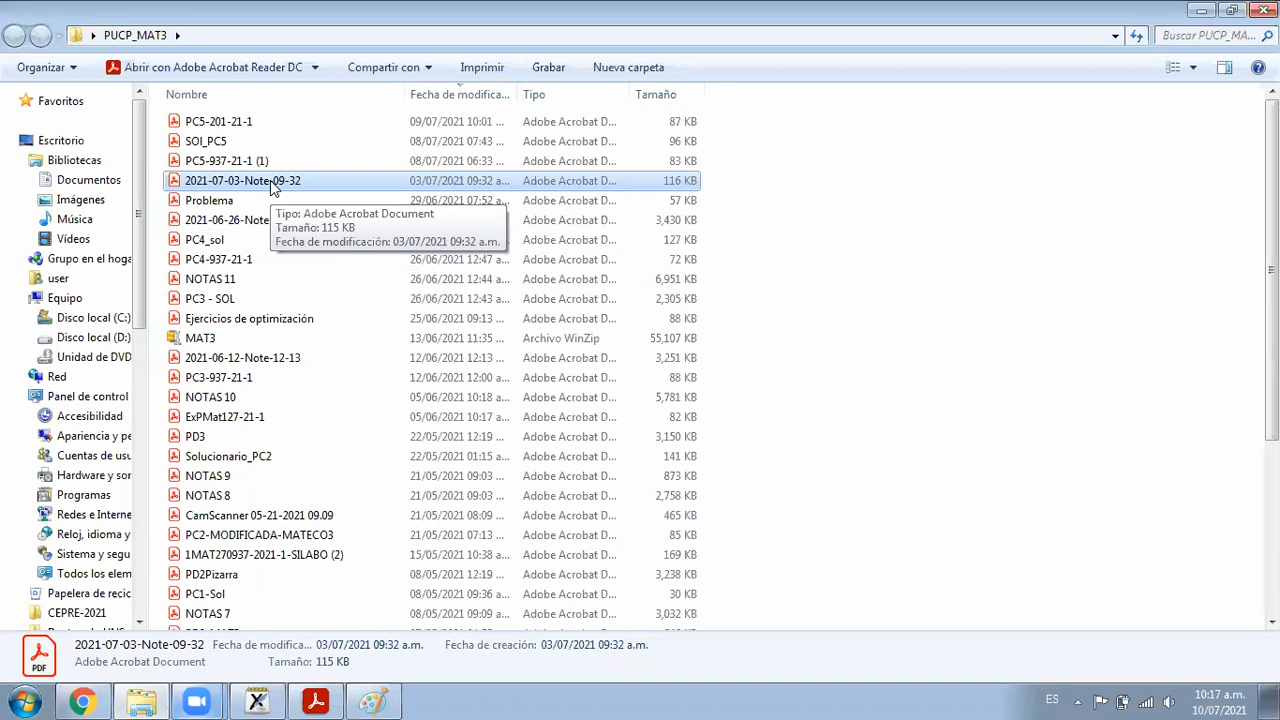 PUCP_MAT3
Buscar PUCP_MA...
Organizar
Abrir con Adobe Acrobat Reader DC
Compartir con
Imprimir
Grabar
Nueva carpeta
Favoritos
Escritorio
Bibliotecas
Documentos
Imágenes
Música
Vídeos
Grupo en el hoga
user
Equipo
Disco local (C:)
Disco local (D:)
Unidad de DVD
Red
Panel de control
Accesibilidad
Apariencia y pe
Cuentas de usu
Hardware y son
Programas
Redes e Interne
Reloj, idioma y
Sistema y segu
Todos los elem
Papelera de recic
CEPRE-2021
Nombre Fecha de modifica... Tipo Tamaño
PC5-201-21-1 09/07/2021 10:01 ... Adobe Acrobat D... 87 KB
SOI_PC5 08/07/2021 07:43 ... Adobe Acrobat D... 96 KB
PC5-937-21-1 (1) 08/07/2021 06:33 ... Adobe Acrobat D... 83 KB
2021-07-03-Note-09-32 03/07/2021 09:32 a... Adobe Acrobat D... 116 KB
Problema 29/06/2021 07:52 a... Adobe Acrobat D... 57 KB
2021-06-26-Note Adobe Acrobat D... 3,430 KB
PC4_sol Adobe Acrobat D... 127 KB
PC4-937-21-1 26/06/2021 12:47 a... Adobe Acrobat D... 72 KB
NOTAS 11 26/06/2021 12:44 a... Adobe Acrobat D... 6,951 KB
PC3 - SOL 26/06/2021 12:43 a... Adobe Acrobat D... 2,305 KB
Ejercicios de optimización 25/06/2021 09:13 ... Adobe Acrobat D... 88 KB
MAT3 13/06/2021 11:35 ... Archivo WinZip 55,107 KB
2021-06-12-Note-12-13 12/06/2021 12:13 ... Adobe Acrobat D... 3,251 KB
PC3-937-21-1 12/06/2021 12:00 a... Adobe Acrobat D... 88 KB
NOTAS 10 05/06/2021 10:18 a... Adobe Acrobat D... 5,781 KB
ExPMat127-21-1 05/06/2021 10:17 a... Adobe Acrobat D... 82 KB
PD3 22/05/2021 12:19 ... Adobe Acrobat D... 3,150 KB
Solucionario_PC2 22/05/2021 01:15 a... Adobe Acrobat D... 141 KB
NOTAS 9 21/05/2021 09:03 ... Adobe Acrobat D... 873 KB
NOTAS 8 21/05/2021 09:03 ... Adobe Acrobat D... 2,758 KB
CamScanner 05-21-2021 09.09 21/05/2021 08:09 ... Adobe Acrobat D... 465 KB
PC2-MODIFICADA-MATECO3 21/05/2021 07:13 ... Adobe Acrobat D... 85 KB
1MAT270937-2021-1-SILABO (2) 15/05/2021 10:38 a... Adobe Acrobat D... 169 KB
PD2Pizarra 08/05/2021 12:19 ... Adobe Acrobat D... 3,238 KB
PC1-Sol 08/05/2021 09:36 a... Adobe Acrobat D... 30 KB
NOTAS 7 08/05/2021 09:09 a... Adobe Acrobat D... 3,032 KB
Tipo: Adobe Acrobat Document
Tamaño: 115 KB
Fecha de modificación: 03/07/2021 09:32 a.m.
2021-07-03-Note-09-32 Fecha de modifica... 03/07/2021 09:32 a.m. Fecha de creación: 03/07/2021 09:32 a.m.
Adobe Acrobat Document Tamaño: 115 KB
PDF
ES
10:17 a.m.
10/07/2021